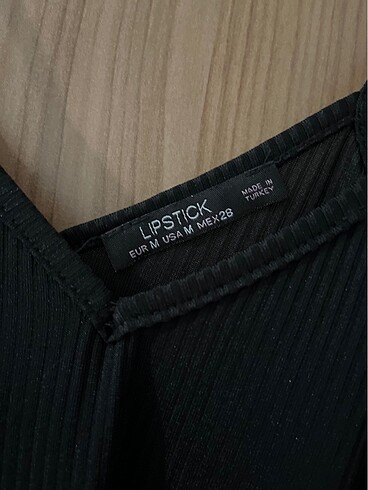 LIPSTICK
EUR M USA M MEX28
MADE IN
TURKEY